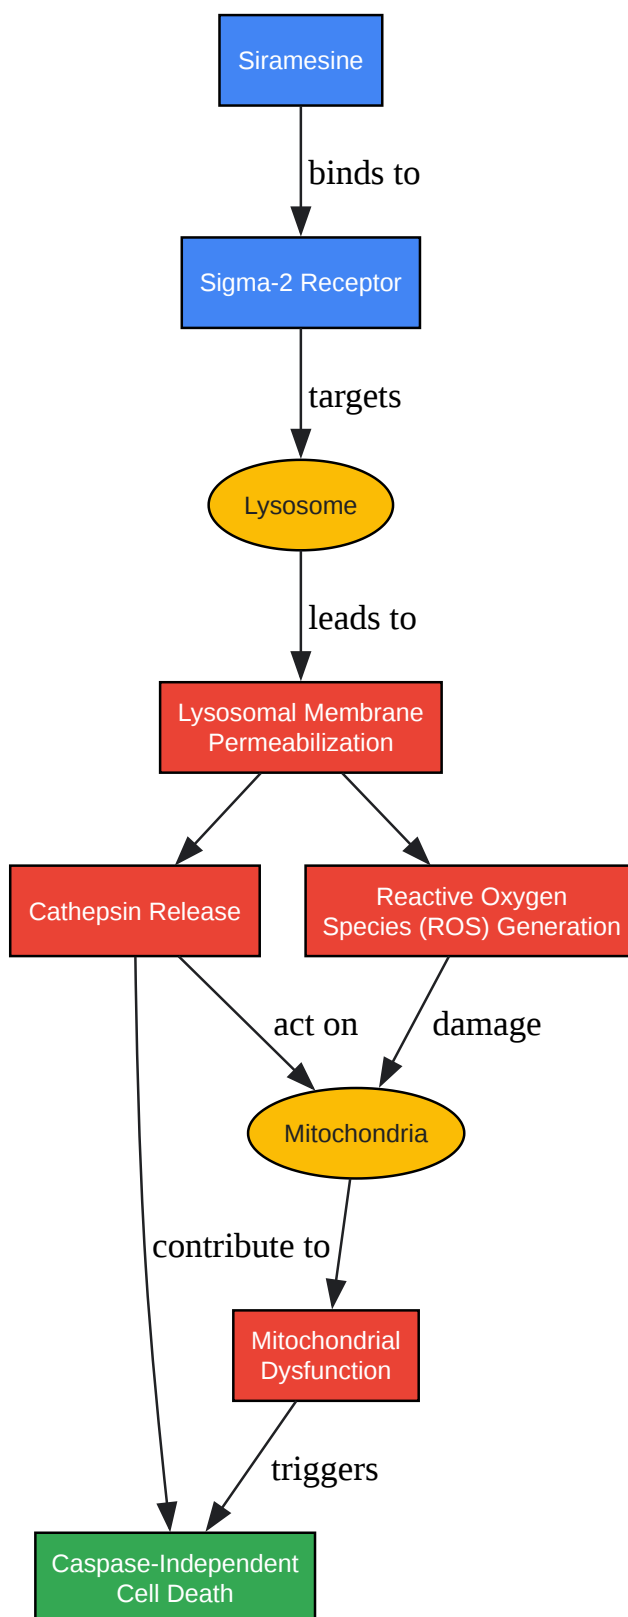 Siramesine
binds to
Sigma-2 Receptor
targets
Lysosome
leads to
Lysosomal Membrane
Permeabilization
Cathepsin Release
Reactive Oxygen
Species (ROS) Generation
act on
damage
Mitochondria
contribute to
Mitochondrial
Dysfunction
triggers
Caspase-Independent
Cell Death